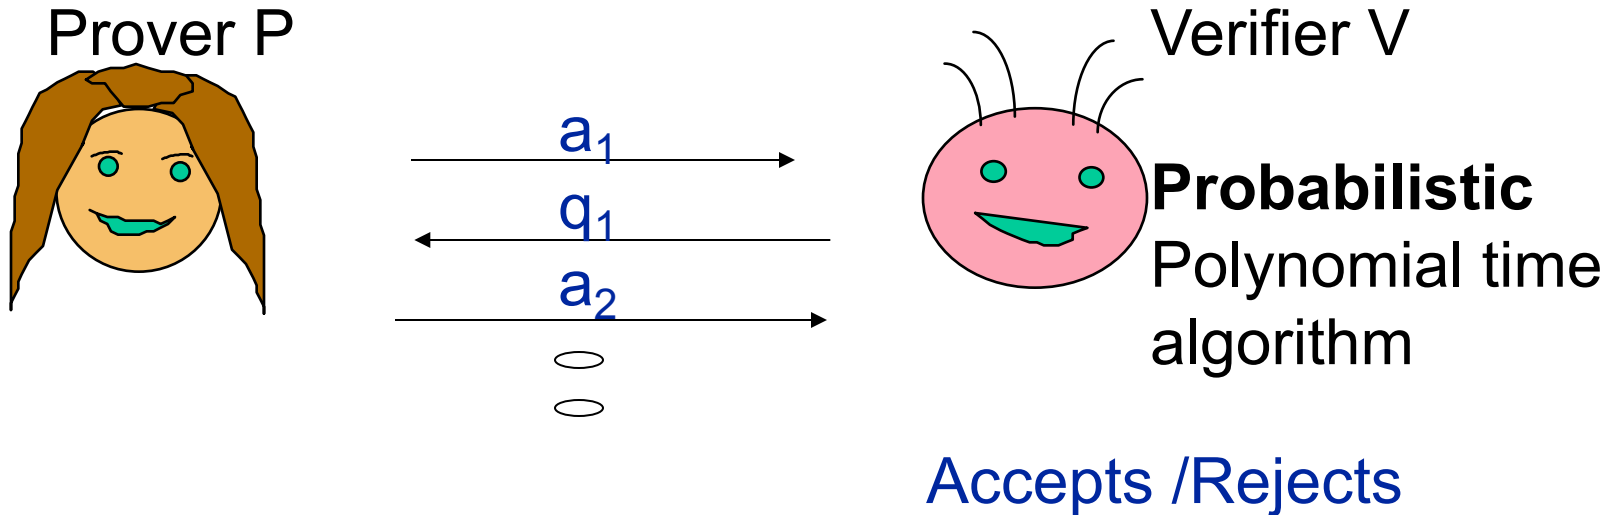 Prover P
Verifier V
a₁
q₁
a₂
Probabilistic
Polynomial time
algorithm
Accepts /Rejects